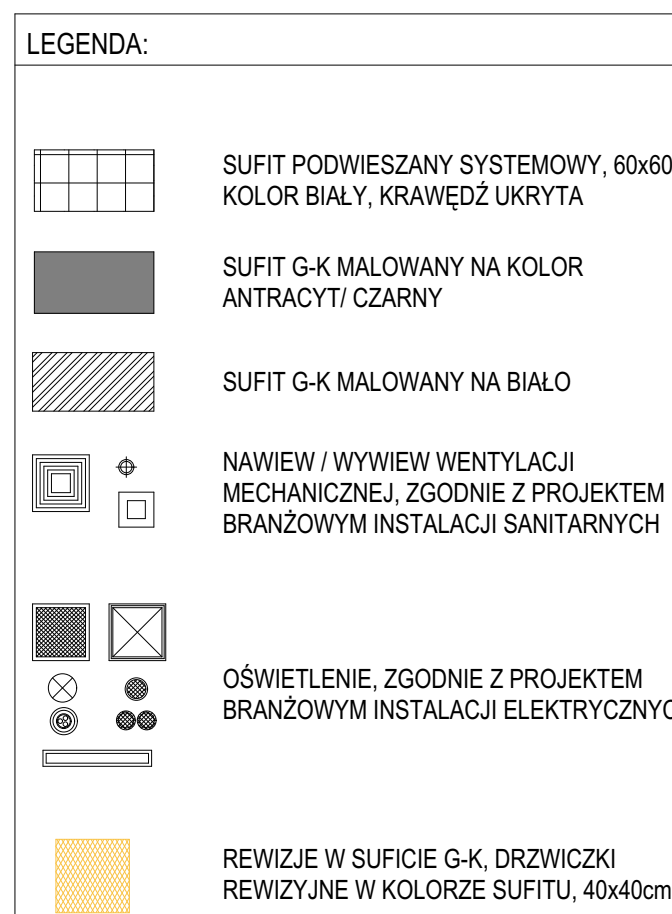 LEGENDA:
SUFIT PODWIESZANY SYSTEMOWY, 60x60
KOLOR BIAŁY, KRAWĘDŹ UKRYTA
SUFIT G-K MALOWANY NA KOLOR
ANTRACYT/ CZARNY
SUFIT G-K MALOWANY NA BIAŁO
NAWIEW / WYWIEW WENTYLACJI
MECHANICZNEJ, ZGODNIE Z PROJEKTEM
BRANŻOWYM INSTALACJI SANITARNYCH
OŚWIETLENIE, ZGODNIE Z PROJEKTEM
BRANŻOWYM INSTALACJI
REWIZJE W SUFICIE G-K, DRZWICZKI
REWIZYJNE W KOLORZE SUFITU, 40x40cm